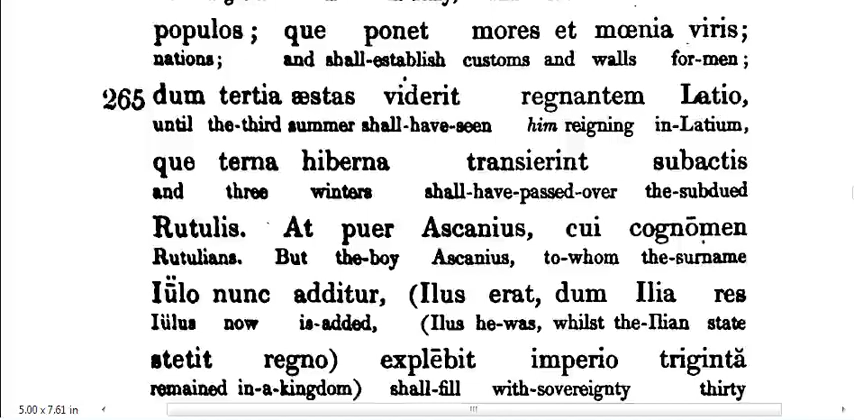 populos; que ponet mores et mœnia viris;
nations; and shall-establish customs and walls for-men;
265 dum tertia æstas viderit regnantem Latio,
until the-third summer shall-have-seen him reigning in-Latium,
que terna hiberna transierint subactis
and three winters shall-have-passed-over the-subdued
Rutulis. At puer Ascanius, cui cognōmen
Rutulians. But the-boy Ascanius, to-whom the-surname
Iǖlo nunc additur, (Ilus erat, dum Ilia res
Iülus now is-added, (Ilus he-was, whilst the-Ilian state
stetit regno) explēbit imperio trigintă
remained in-a-kingdom) shall-fill with-sovereignty thirty
5.00 x 7.61 in